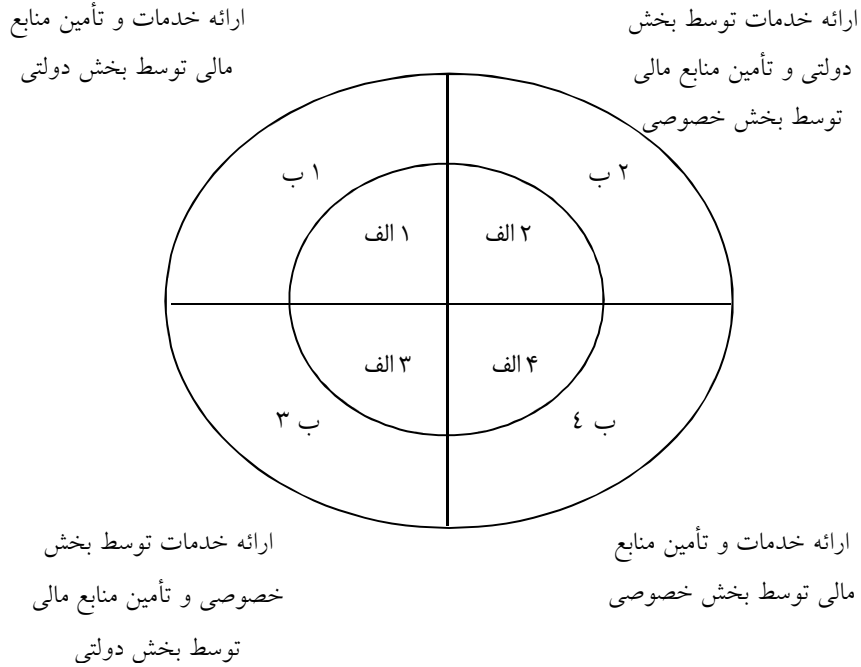 ارائه خدمات توسط بخش
دولتی و تأمین منابع مالی
توسط بخش خصوصی
ارائه خدمات و تأمین منابع
مالی توسط بخش دولتی
۲ ب
۱ ب
۲ الف
۱ الف
۴ الف
۳ الف
ب ٤
ب ۳
ارائه خدمات و تأمین منابع
مالی توسط بخش خصوصی
ارائه خدمات توسط بخش
خصوصی و تأمین منابع مالی
توسط بخش دولتی